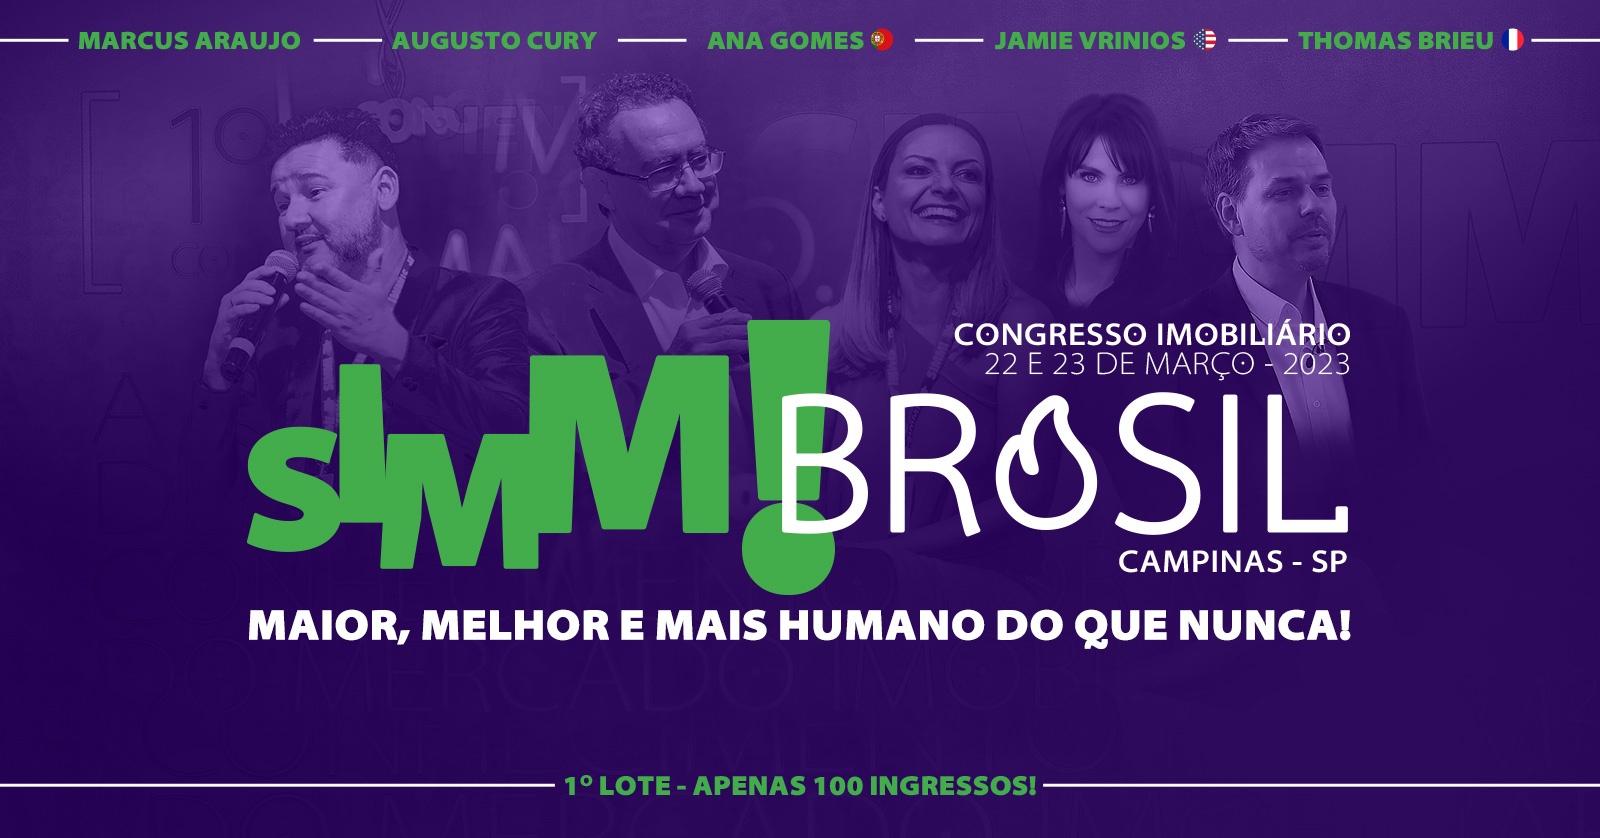 MARCUS ARAUJO AUGUSTO CURY ANA GOMES JAMIE VRINIOS THOMAS BRIEU
CONGRESSO IMOBILIÁRIO
22 E 23 DE MARÇO - 2023
SIMM! BROSIL
CAMPINAS - SP
MAIOR, MELHOR E MAIS HUMANO DO QUE NUNCA!
1º LOTE - APENAS 100 INGRESSOS!